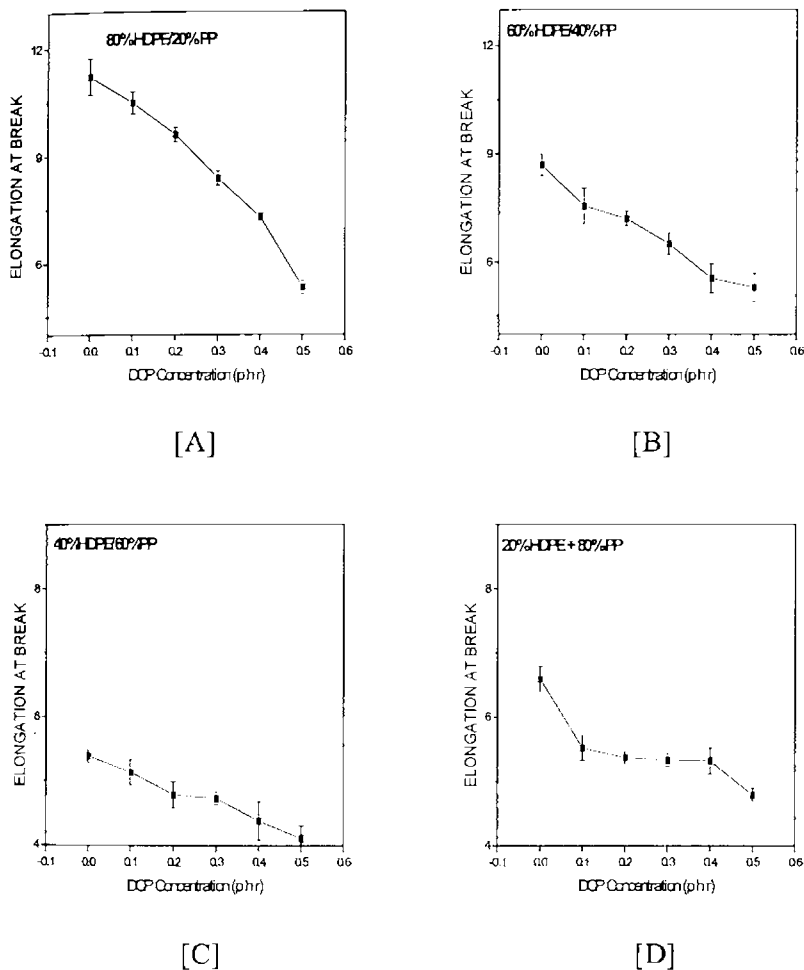 80%HDPE/20%PP
12
9
6
ELONGATION AT BREAK
-0.1 0.0 0.1 0.2 0.3 0.4 0.5 0.6
DCP Concentration (phr)
[A]
60%HDPE/40%PP
12
9
6
ELONGATION AT BREAK
-0.1 0.0 0.1 0.2 0.3 0.4 0.5 0.6
DCP Concentration (phr)
[B]
40%HDPE/60%PP
8
6
4
ELONGATION AT BREAK
-0.1 0.0 0.1 0.2 0.3 0.4 0.5 0.6
DCP Concentration (phr)
[C]
20%HDPE + 80%PP
8
6
4
ELONGATION AT BREAK
-0.1 0.0 0.1 0.2 0.3 0.4 0.5 0.6
DCP Concentration (phr)
[D]